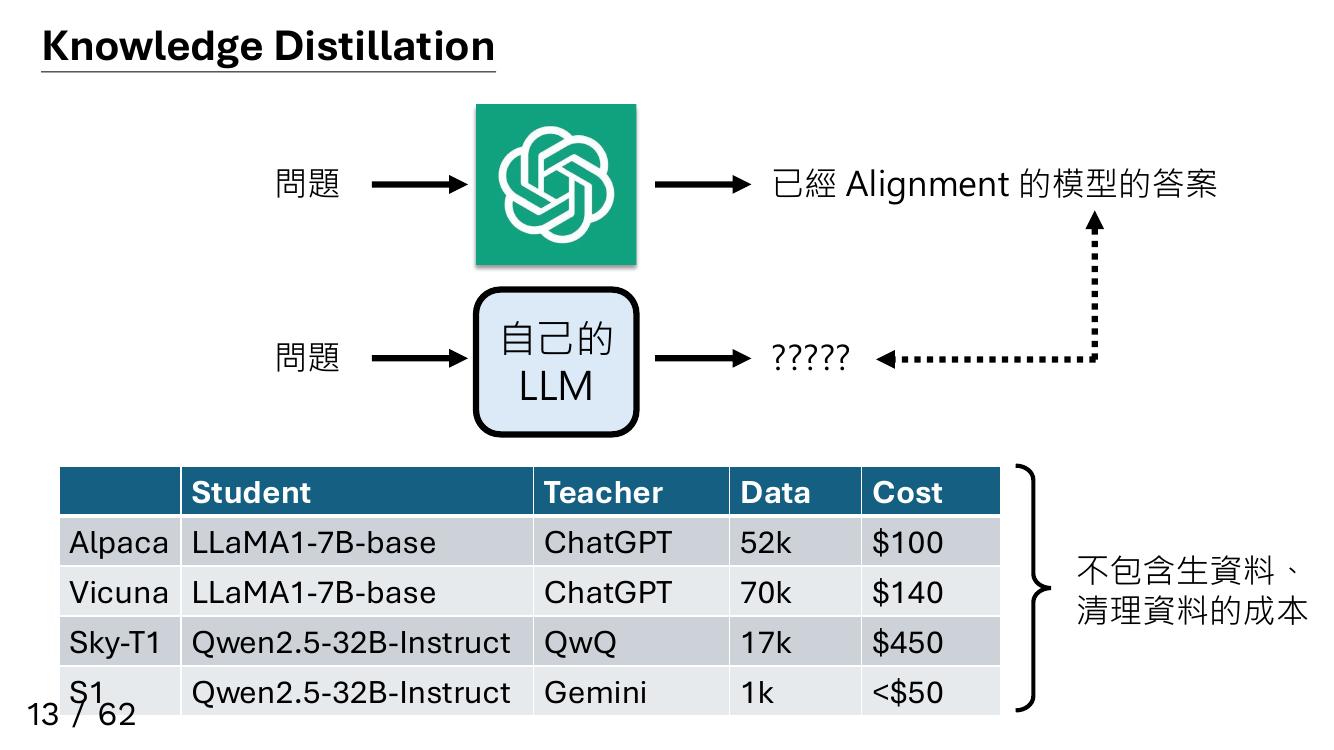 Knowledge Distillation
問題
已經 Alignment 的模型的答案
問題
自己的
LLM
?????
Student Teacher Data Cost
Alpaca LLaMA1-7B-base ChatGPT 52k $100
Vicuna LLaMA1-7B-base ChatGPT 70k $140
Sky-T1 Qwen2.5-32B-Instruct QwQ 17k $450
S1 Qwen2.5-32B-Instruct Gemini 1k <$50
不包含生資料、
清理資料的成本
13 / 62